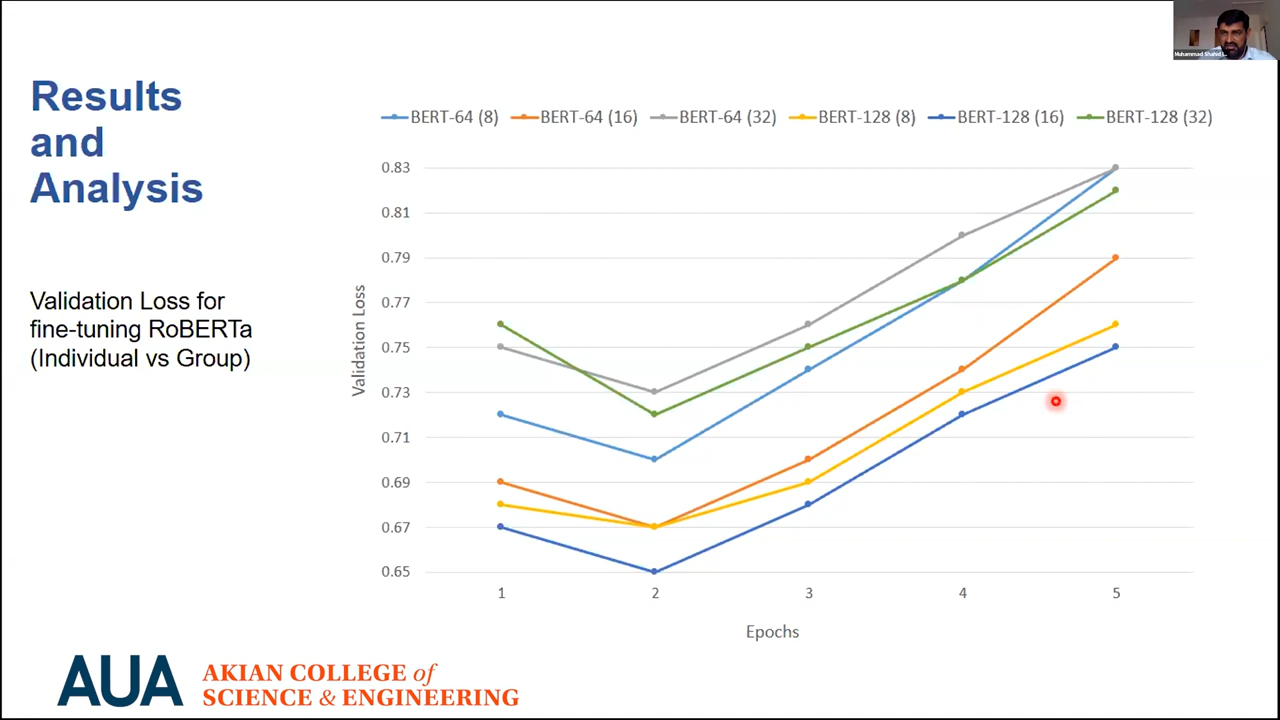 Results
and
Analysis
Validation Loss for
fine-tuning RoBERTa
(Individual vs Group)
BERT-64 (8) BERT-64 (16) BERT-64 (32) BERT-128 (8) BERT-128 (16) BERT-128 (32)
0.83
0.81
0.79
0.77
0.75
0.73
0.71
0.69
0.67
0.65
Validation Loss
1 2 3 4 5
Epochs
AUA
AKIAN COLLEGE of
SCIENCE & ENGINEERING
Muhammad Shahid